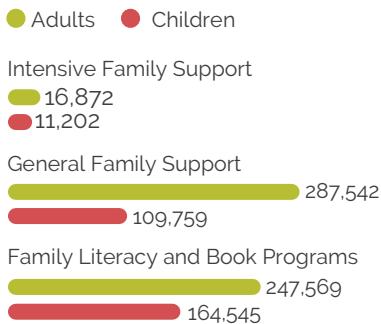 Adults Children
Intensive Family Support
16,872
11,202
General Family Support
287,542
109,759
Family Literacy and Book Programs
247,569
164,545